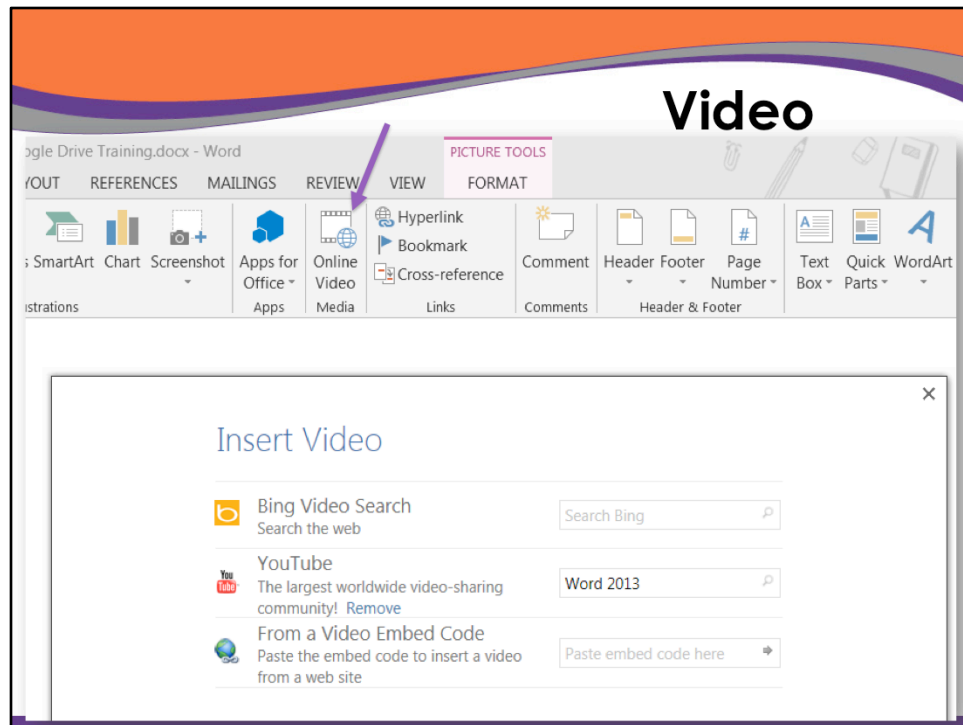 Video
ogle Drive Training.docx - Word
PICTURE TOOLS
YOUT REFERENCES MAILINGS REVIEW VIEW FORMAT
s SmartArt Chart Screenshot
Apps for
Office
Online
Video
Hyperlink
Bookmark
Cross-reference
Comment
Header Footer
Page
Number
#
A
Text
Box
Quick
Parts
A
WordArt
ustrations Apps Media Links Comments Header & Footer
Insert Video
b
Bing Video Search
Search the web
Search Bing
You
Tube
YouTube
The largest worldwide video-sharing
community! Remove
Word 2013
From a Video Embed Code
Paste the embed code to insert a video
from a web site
Paste embed code here